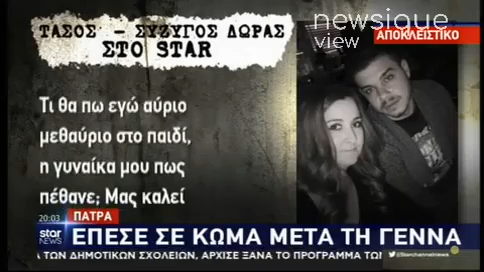 newsique
view
ΤΑΣΟΣ - ΣΥΖΥΓΟΣ ΔΩΡΑΣ
ΣΤΟ STAR
ΑΠΟΚΛΕΙΣΤΙΚΟ
Τι θα πω εγώ αύριο
μεθαύριο στο παιδί,
η γυναίκα μου πως
πέθανε; Μας καλεί
20:03
ΠΑΤΡΑ
star
NEWS
ΕΠΕΣΕ ΣΕ ΚΩΜΑ ΜΕΤΑ ΤΗ ΓΕΝΝΑ
Α ΤΩΝ ΔΗΜΟΤΙΚΩΝ ΣΧΟΛΕΙΩΝ, ΑΡΧΙΣΕ ΞΑΝΑ ΤΟ ΠΡΟΓΡΑΜΜΑ ΤΩΝ
@Starchannelnews